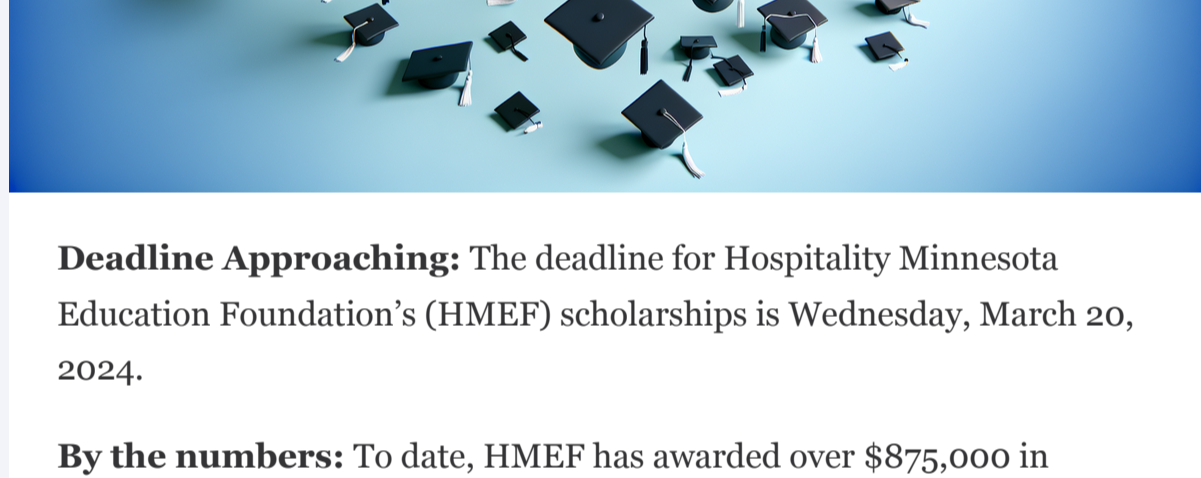 Deadline Approaching: The deadline for Hospitality Minnesota
Education Foundation’s (HMEF) scholarships is Wednesday, March 20,
2024.
By the numbers: To date, HMEF has awarded over $875,000 in